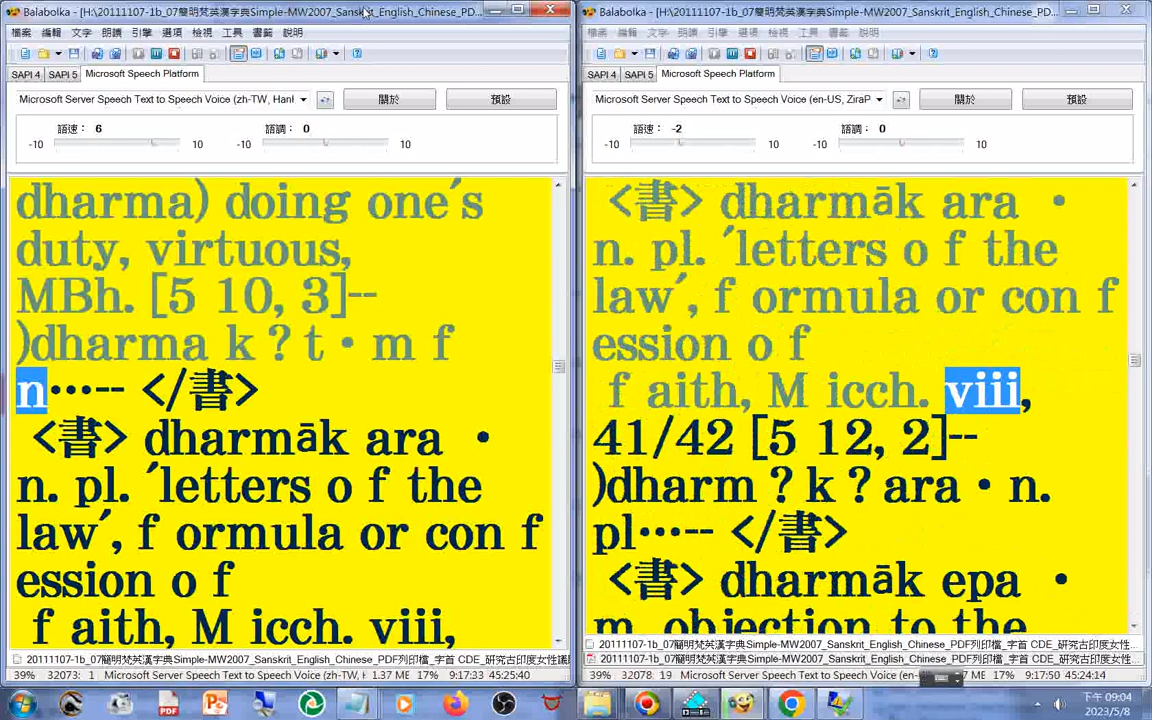 Balabolka - [H:\20111107-1b_07簡明梵英漢字典Simple-MW2007_Sanskrit_English_Chinese_PD...
檔案 編輯 文字 朗讀 引擎 選項 檢視 工具 書籤 說明
SAPI 4 SAPI 5 Microsoft Speech Platform
Microsoft Server Speech Text to Speech Voice (zh-TW, Hanl
關於 預設
語速: 6 語調: 0
-10 10 -10 10
dharma) doing one´s
duty, virtuous,
MBh. [5 10, 3]--
)dharma k ? t • m f
n…-- </書>
<書> dharmāk ara •
n. pl. ´letters o f the
law´, f ormula or con f
ession o f
f aith, M icch. viii,
20111107-1b_07簡明梵英漢字典Simple-MW2007_Sanskrit_English_Chinese_PDF列印檔_字首 CDE_研究古印度女性議
39% 32073: 1 Microsoft Server Speech Text to Speech Voice (zh-TW, H 1.37 ME 17% 9:17:33 45:25:40
Balabolka - [H:\20111107-1b_07簡明梵英漢字典Simple-MW2007_Sanskrit_English_Chinese_PD...
檔案 編輯 文字 朗讀 引擎 選項 檢視 工具 書籤 說明
SAPI 4 SAPI 5 Microsoft Speech Platform
Microsoft Server Speech Text to Speech Voice (en-US, ZiraP
關於 預設
語速: -2 語調: 0
-10 10 -10 10
<書> dharmāk ara •
n. pl. ´letters o f the
law´, f ormula or con f
ession o f
f aith, M icch. viii,
41/42 [5 12, 2]--
)dharm ? k ? ara • n.
pl…-- </書>
<書> dharmāk epa •
m. objection to the
20111107-1b_07簡明梵英漢字典Simple-MW2007_Sanskrit_English_Chinese_PDF列印檔_字首 CDE_研究古印度女性
20111107-1b_07簡明梵英漢字典Simple-MW2007_Sanskrit_English_Chinese_PDF列印檔_字首 CDE_研究古印度女性...
39% 32078: 19 Microsoft Server Speech Text to Speech Voice (en-US, ME 17% 9:17:50 45:24:14
下午 09:04
2023/5/8